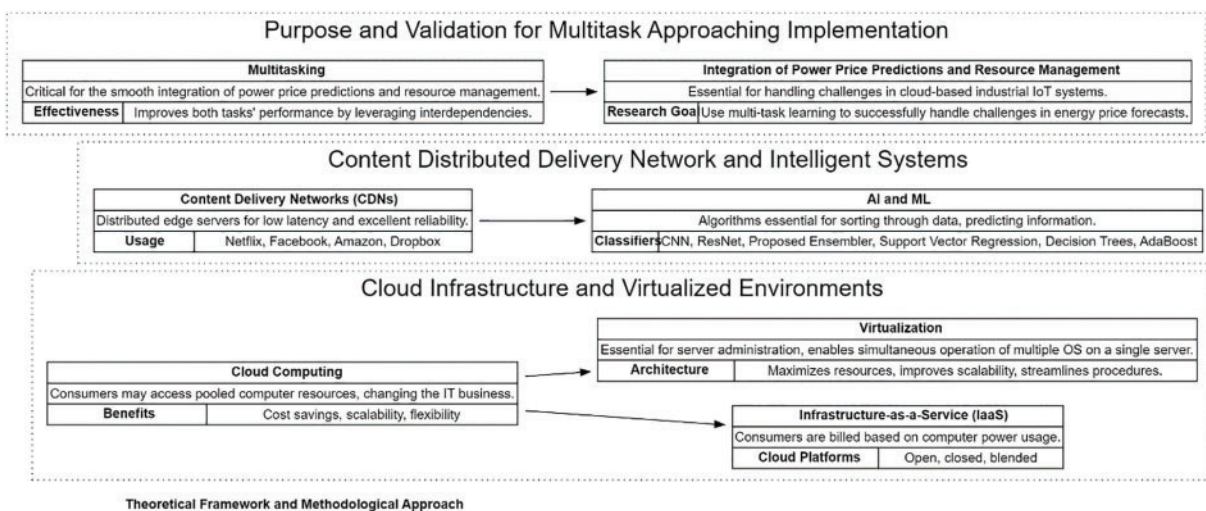 Purpose and Validation for Multitask Approaching Implementation
Multitasking
Critical for the smooth integration of power price predictions and resource management.
Effectiveness Improves both tasks' performance by leveraging interdependencies.
Integration of Power Price Predictions and Resource Management
Essential for handling challenges in cloud-based industrial IoT systems.
Research Goa Use multi-task learning to successfully handle challenges in energy price forecasts.
Content Distributed Delivery Network and Intelligent Systems
Content Delivery Networks (CDNs)
Distributed edge servers for low latency and excellent reliability.
Usage Netflix, Facebook, Amazon, Dropbox
AI and ML
Algorithms essential for sorting through data, predicting information.
Classifiers CNN, ResNet, Proposed Ensembler, Support Vector Regression, Decision Trees, AdaBoost
Cloud Infrastructure and Virtualized Environments
Cloud Computing
Consumers may access pooled computer resources, changing the IT business.
Benefits Cost savings, scalability, flexibility
Virtualization
Essential for server administration, enables simultaneous operation of multiple OS on a single server.
Architecture Maximizes resources, improves scalability, streamlines procedures.
Infrastructure-as-a-Service (IaaS)
Consumers are billed based on computer power usage.
Cloud Platforms Open, closed, blended
Theoretical Framework and Methodological Approach